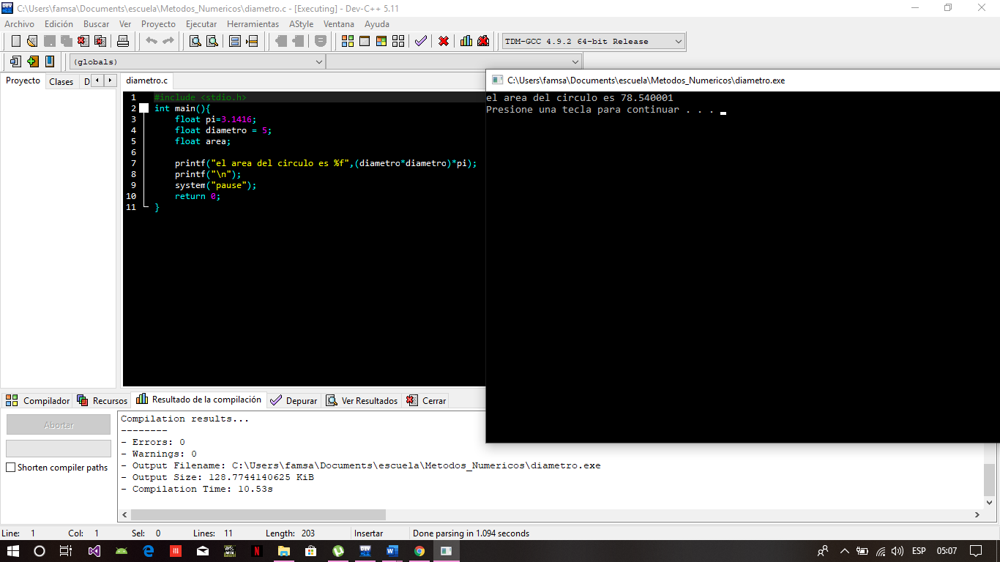 C:\Users\famsa\Documents\escuela\Metodos_Numericos\diametro.c - [Executing] - Dev-C++ 5.11
Archivo Edición Buscar Ver Proyecto Ejecutar Herramientas AStyle Ventana Ayuda
TDM-GCC 4.9.2 64-bit Release
(globals)
Proyecto Clases D
diametro.c
1 #include <stdio.h>
2 int main(){
3 float pi=3.1416;
4 float diametro = 5;
5 float area;
6
7 printf("el area del circulo es %f",(diametro*diametro)*pi);
8 printf("\n");
9 system("pause");
10 return 0;
11 }
C:\Users\famsa\Documents\escuela\Metodos_Numericos\diametro.exe
el area del circulo es 78.540001
Presione una tecla para continuar . . .
Compilador Recursos Resultado de la compilación Depurar Ver Resultados Cerrar
Abortar
Shorten compiler paths
Compilation results...
--------
- Errors: 0
- Warnings: 0
- Output Filename: C:\Users\famsa\Documents\escuela\Metodos_Numericos\diametro.exe
- Output Size: 128.7744140625 KiB
- Compilation Time: 10.53s
Line: 1 Col: 1 Sel: 0 Lines: 11 Length: 203 Insertar Done parsing in 1.094 seconds
ESP 05:07